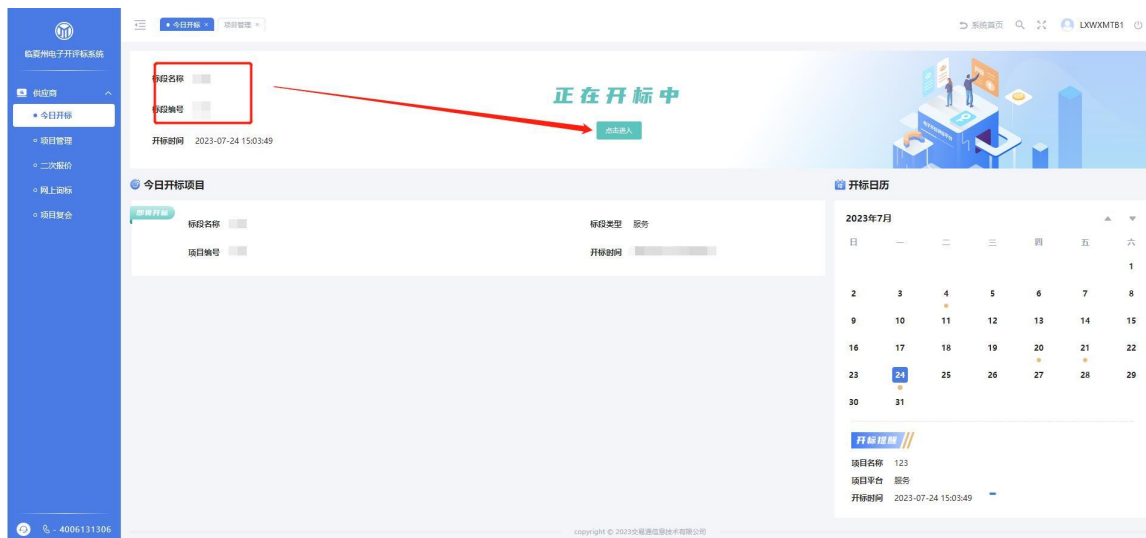 临夏州电子开评标系统
供应商
今日开标
项目管理
二次报价
网上询标
项目复会
4006131306
今日开标 ×
项目管理 ×
系统首页
LXWXMTB1
标段名称
标段编号
开标时间 2023-07-24 15:03:49
正在开标中
点击进入
今日开标项目
即将开标
标段名称
标段类型 服务
项目编号
开标时间
开标日历
2023年7月
日 一 二 三 四 五 六
1
2 3 4 5 6 7 8
9 10 11 12 13 14 15
16 17 18 19 20 21 22
23 24 25 26 27 28 29
30 31
开标提醒
项目名称 123
项目平台 服务
开标时间 2023-07-24 15:03:49
copyright © 2023交易通信息技术有限公司